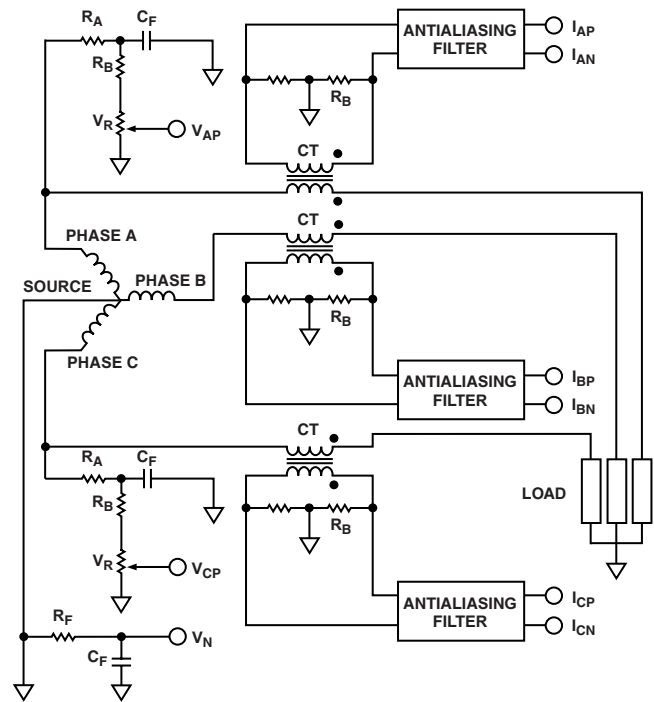 RA
CF
RB
VR
VAP
ANTIALIASING
FILTER
IAP
IAN
RB
CT
CT
PHASE A
SOURCE
PHASE B
PHASE C
RB
ANTIALIASING
FILTER
IBP
IBN
CT
RA
CF
RB
VR
VCP
RB
LOAD
ANTIALIASING
FILTER
ICP
ICN
RF
VN
CF